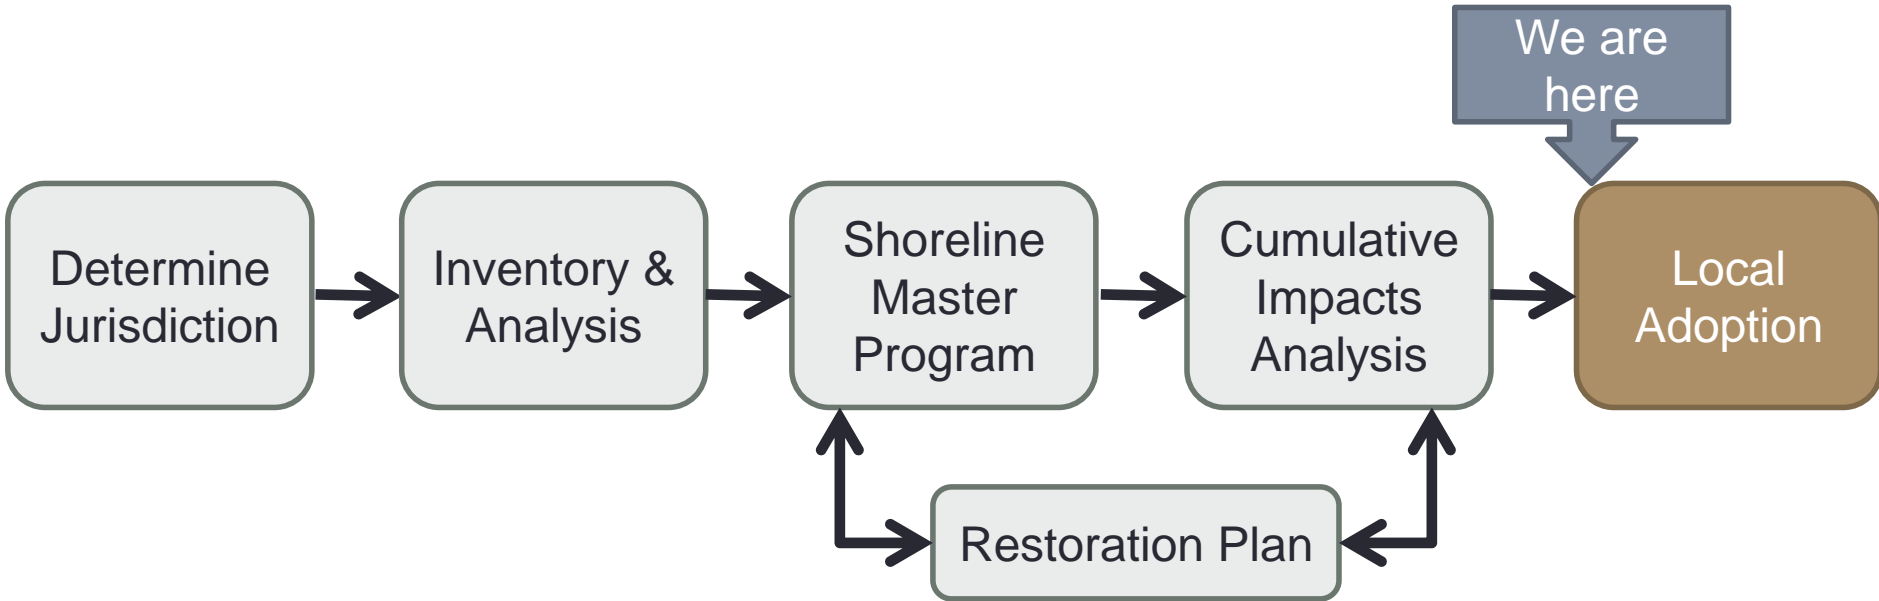 We are
here
Determine
Jurisdiction
Inventory &
Analysis
Shoreline
Master
Program
Cumulative
Impacts
Analysis
Local
Adoption
Restoration Plan